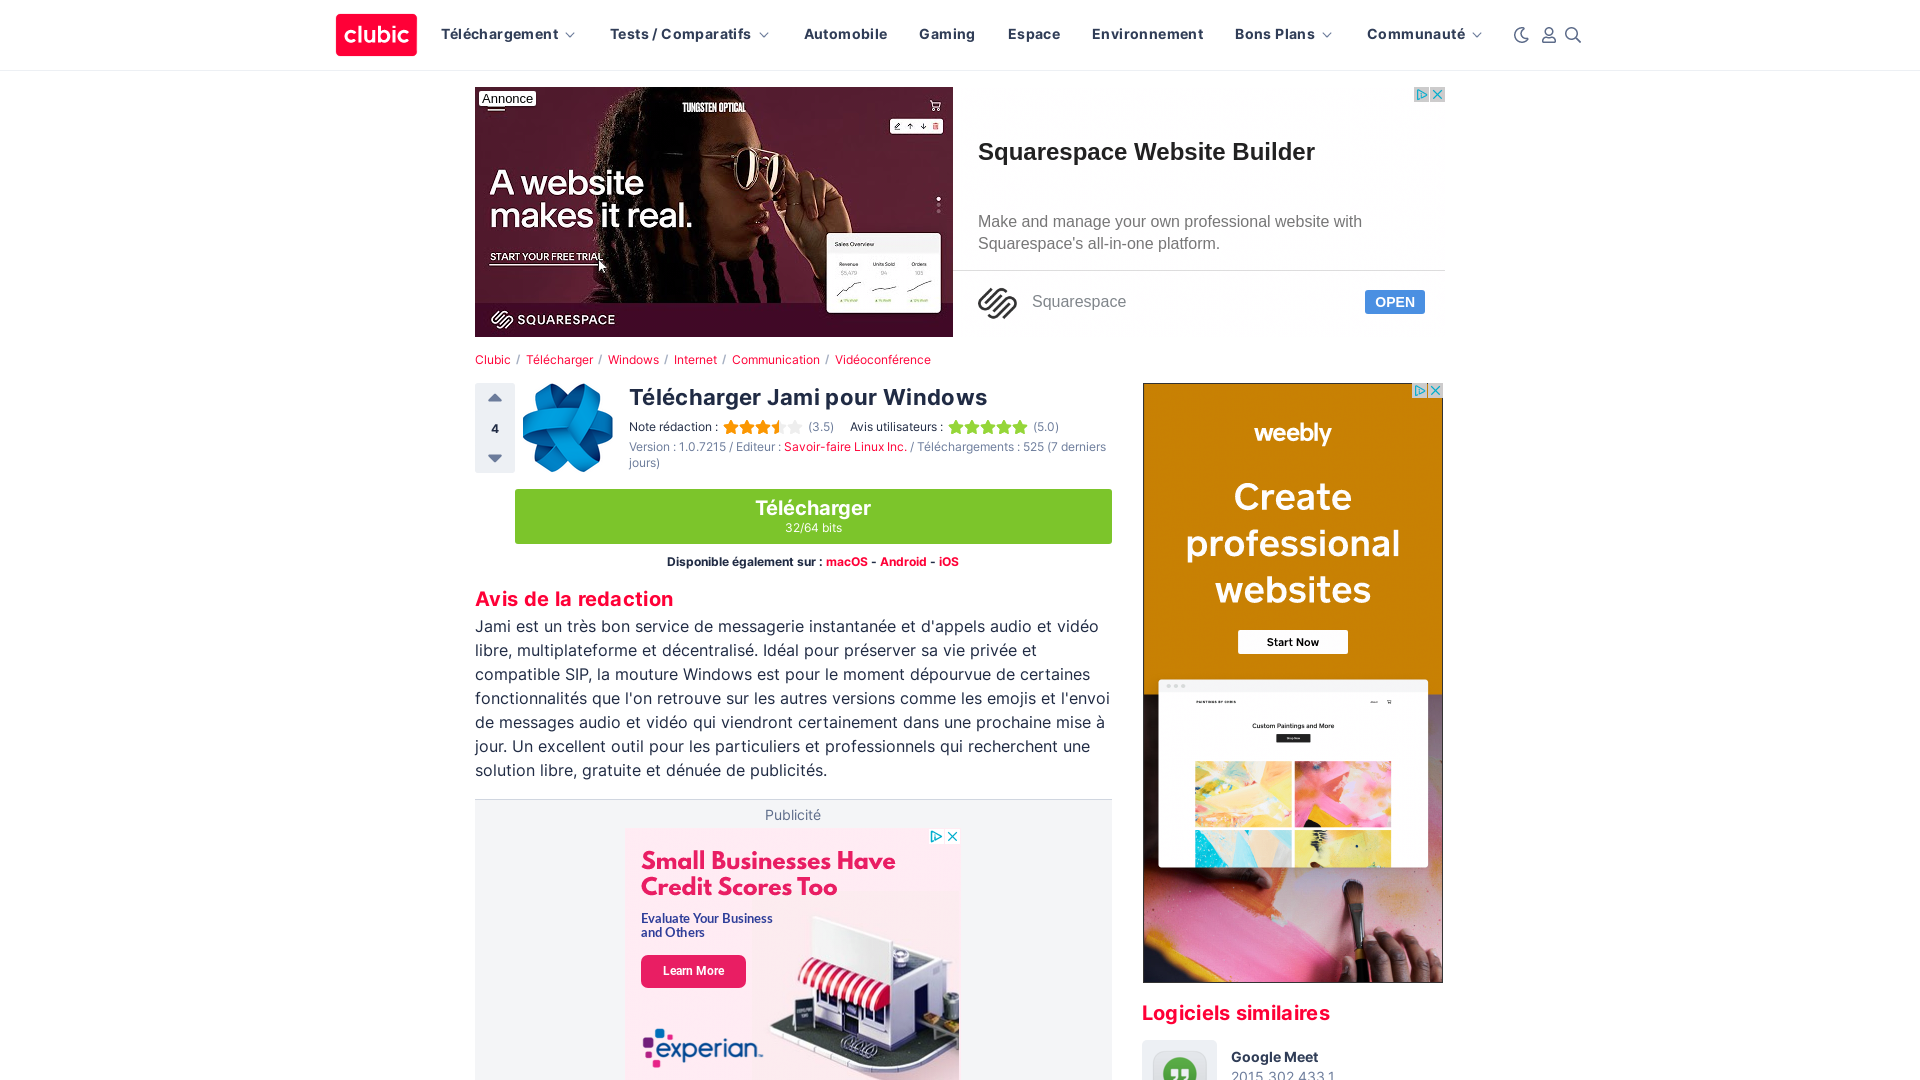 clubic Téléchargement Tests / Comparatifs Automobile Gaming Espace Environnement Bons Plans Communauté
Annonce
TUNGSTEN OPTICAL
A website
makes it real.
START YOUR FREE TRIAL
Sales Overview
Revenue Units Sold Orders
SQUARESPACE
Squarespace Website Builder
Make and manage your own professional website with
Squarespace's all-in-one platform.
Squarespace
OPEN
Clubic / Télécharger / Windows / Internet / Communication / Vidéoconférence
4
Télécharger Jami pour Windows
Note rédaction : (3.5) Avis utilisateurs : (5.0)
Version : 1.0.7215 / Editeur : Savoir-faire Linux Inc. / Téléchargements : 525 (7 derniers
jours)
Télécharger
32/64 bits
Disponible également sur : macOS - Android - iOS
Avis de la redaction
Jami est un très bon service de messagerie instantanée et d'appels audio et vidéo
libre, multiplateforme et décentralisé. Idéal pour préserver sa vie privée et
compatible SIP, la mouture Windows est pour le moment dépourvue de certaines
fonctionnalités que l'on retrouve sur les autres versions comme les emojis et l'envoi
de messages audio et vidéo qui viendront certainement dans une prochaine mise à
jour. Un excellent outil pour les particuliers et professionnels qui recherchent une
solution libre, gratuite et dénuée de publicités.
Publicité
Small Businesses Have
Credit Scores Too
Evaluate Your Business
and Others
Learn More
experian.
weebly
Create
professional
websites
Start Now
PAINTINGS BY CHRIS
Custom Paintings and More
Logiciels similaires
Google Meet
2015.302.433.1